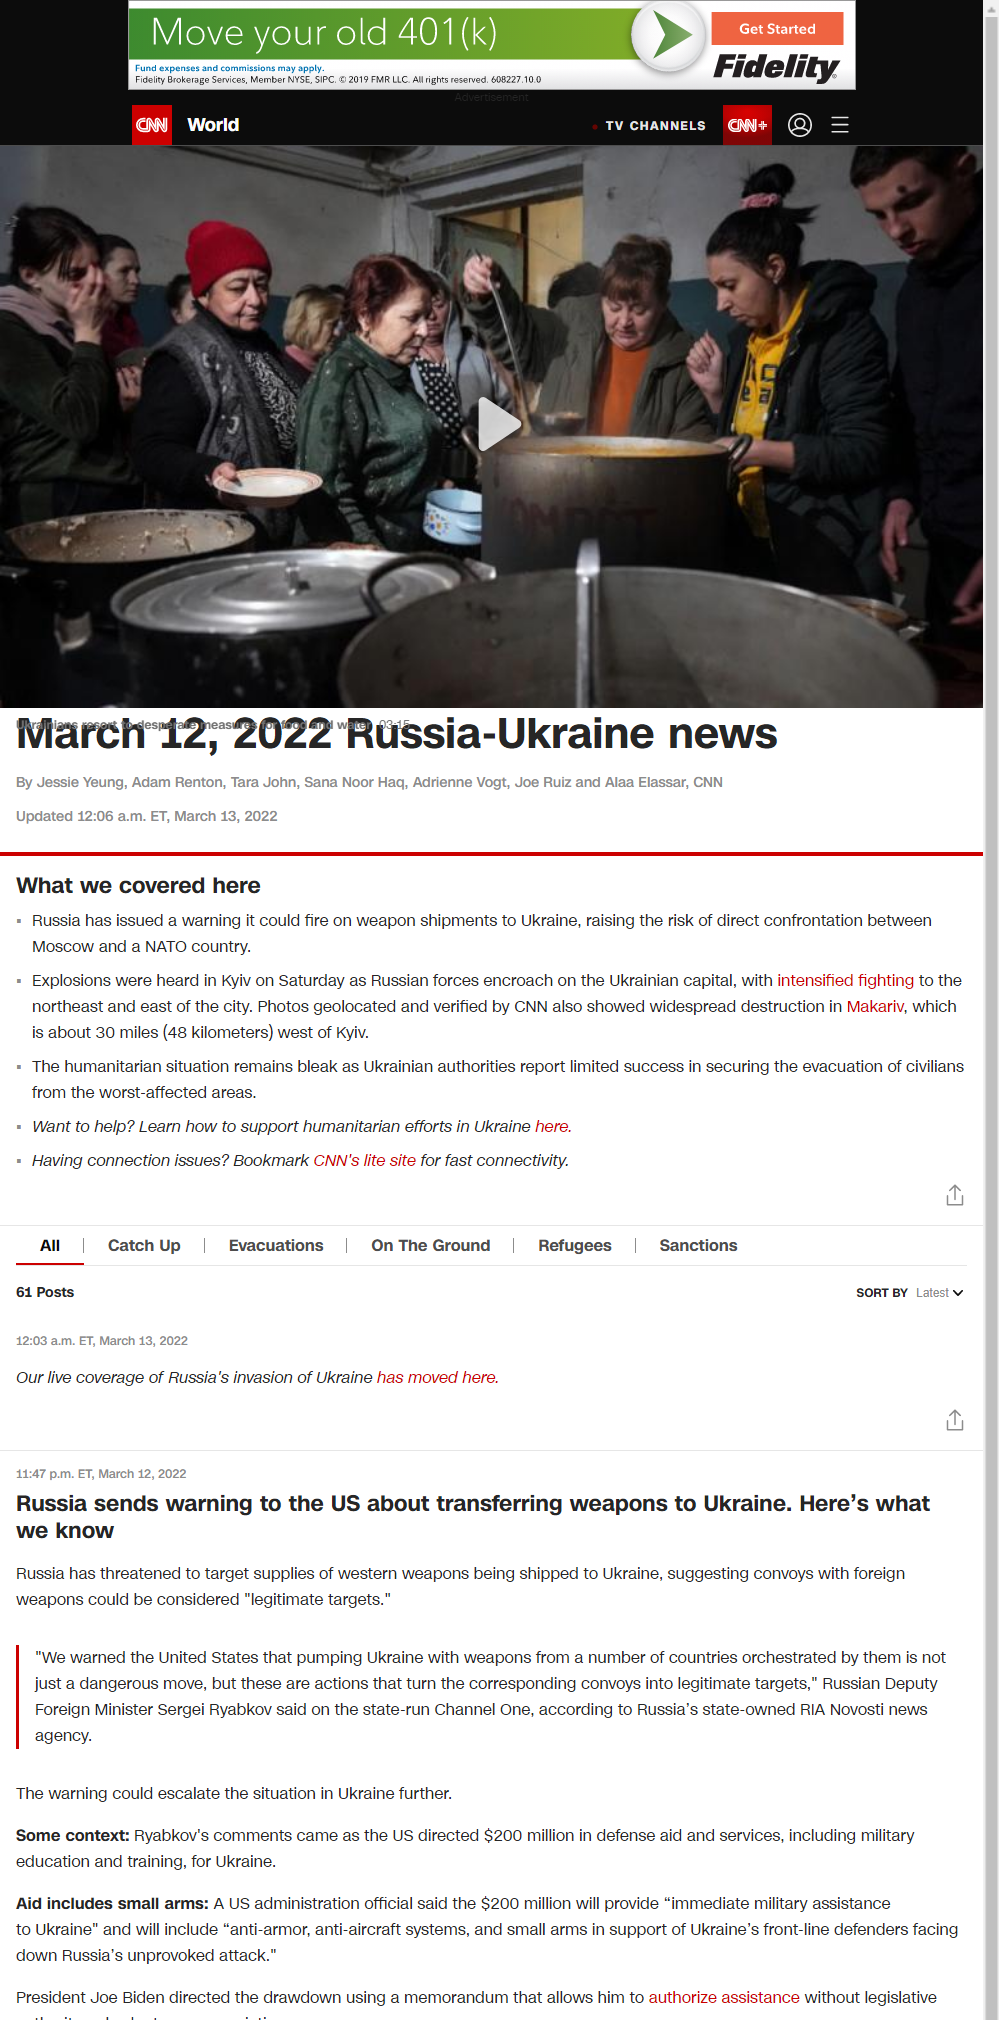 Move your old 401(k)
Get Started
Fund expenses and commissions may apply.
Fidelity Brokerage Services, Member NYSE, SIPC. © 2019 FMR LLC. All rights reserved. 608227.10.0
Fidelity
Advertisement
CNN World TV CHANNELS CNN+
Ukrainians resort to desperate measures for food and water 03:15
March 12, 2022 Russia-Ukraine news
By Jessie Yeung, Adam Renton, Tara John, Sana Noor Haq, Adrienne Vogt, Joe Ruiz and Alaa Elassar, CNN
Updated 12:06 a.m. ET, March 13, 2022
What we covered here
Russia has issued a warning it could fire on weapon shipments to Ukraine, raising the risk of direct confrontation between
Moscow and a NATO country.
Explosions were heard in Kyiv on Saturday as Russian forces encroach on the Ukrainian capital, with intensified fighting to the
northeast and east of the city. Photos geolocated and verified by CNN also showed widespread destruction in Makariv, which
is about 30 miles (48 kilometers) west of Kyiv.
The humanitarian situation remains bleak as Ukrainian authorities report limited success in securing the evacuation of civilians
from the worst-affected areas.
Want to help? Learn how to support humanitarian efforts in Ukraine here.
Having connection issues? Bookmark CNN's lite site for fast connectivity.
All Catch Up Evacuations On The Ground Refugees Sanctions
61 Posts SORT BY Latest
12:03 a.m. ET, March 13, 2022
Our live coverage of Russia's invasion of Ukraine has moved here.
11:47 p.m. ET, March 12, 2022
Russia sends warning to the US about transferring weapons to Ukraine. Here’s what
we know
Russia has threatened to target supplies of western weapons being shipped to Ukraine, suggesting convoys with foreign
weapons could be considered "legitimate targets."
"We warned the United States that pumping Ukraine with weapons from a number of countries orchestrated by them is not
just a dangerous move, but these are actions that turn the corresponding convoys into legitimate targets," Russian Deputy
Foreign Minister Sergei Ryabkov said on the state-run Channel One, according to Russia’s state-owned RIA Novosti news
agency.
The warning could escalate the situation in Ukraine further.
Some context: Ryabkov's comments came as the US directed $200 million in defense aid and services, including military
education and training, for Ukraine.
Aid includes small arms: A US administration official said the $200 million will provide “immediate military assistance
to Ukraine" and will include “anti-armor, anti-aircraft systems, and small arms in support of Ukraine’s front-line defenders facing
down Russia’s unprovoked attack."
President Joe Biden directed the drawdown using a memorandum that allows him to authorize assistance without legislative